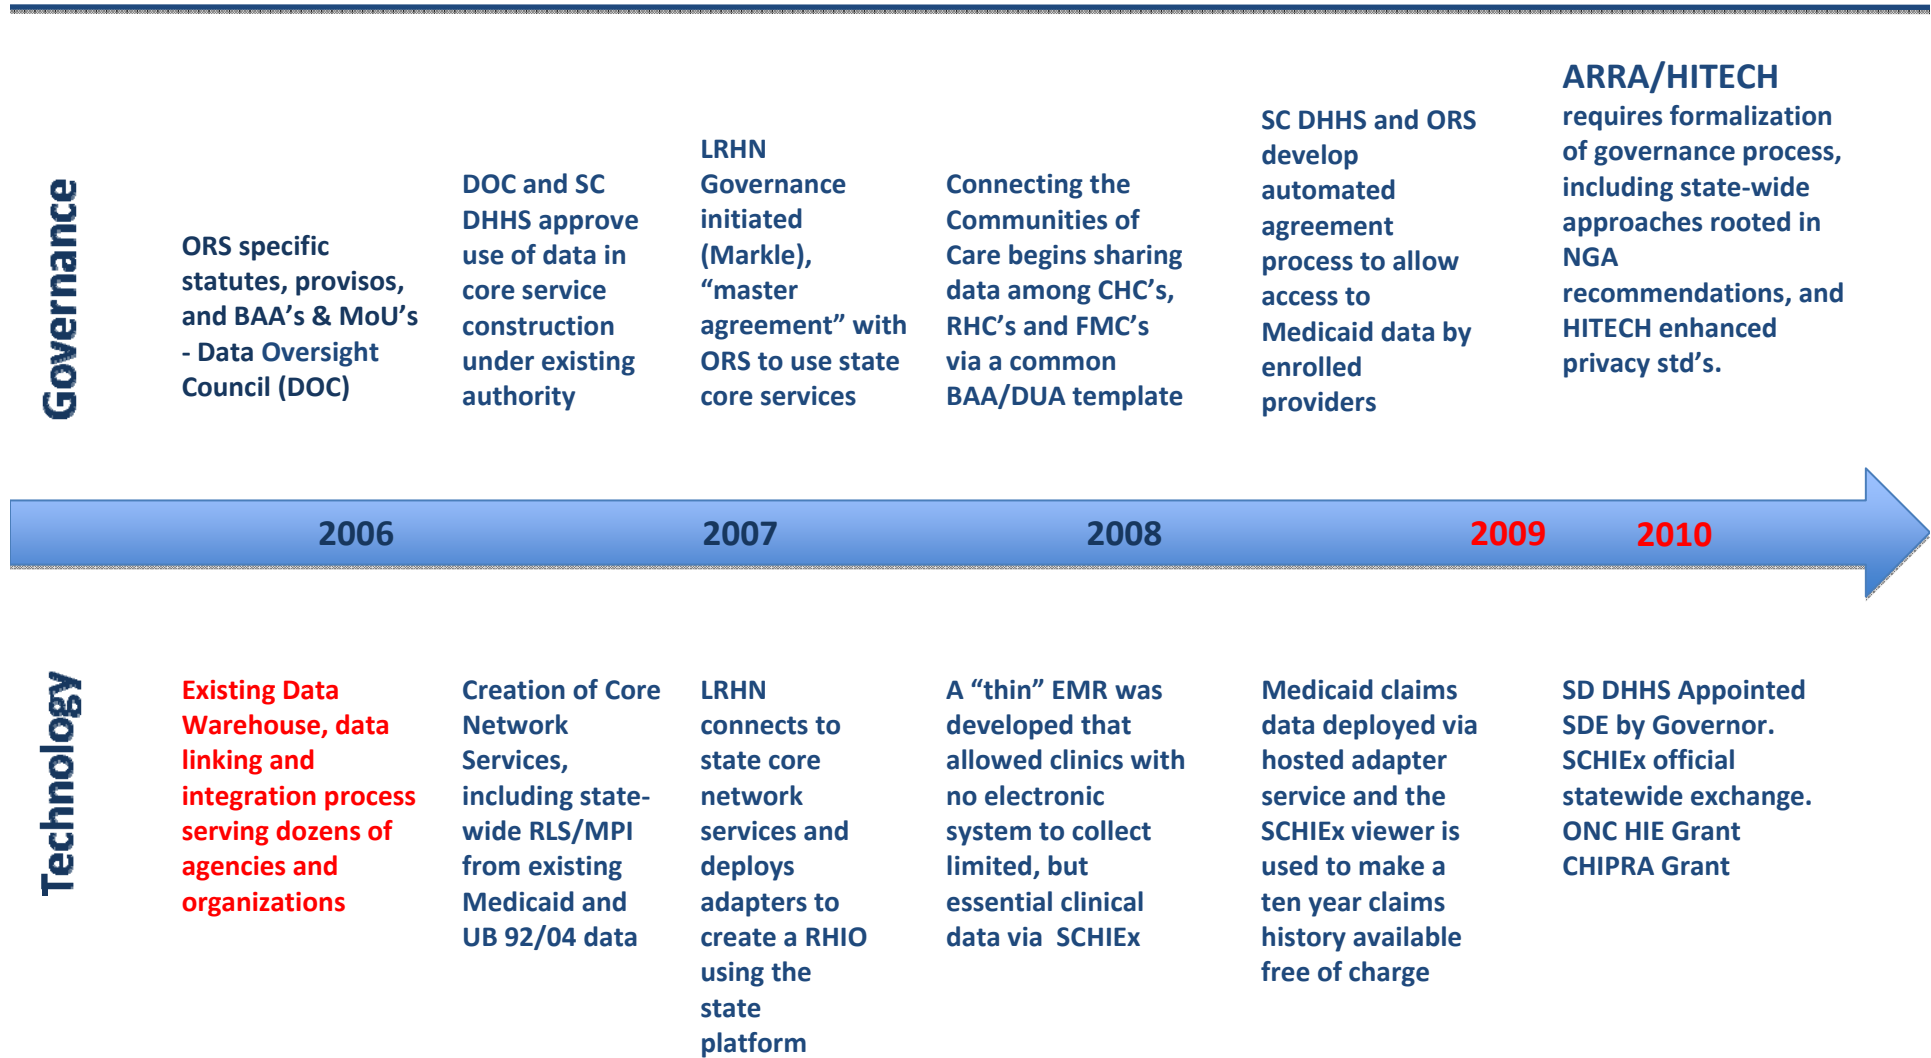 Governance
ORS specific
statutes, provisos,
and BAA's & MoU's
- Data Oversight
Council (DOC)
DOC and SC
DHHS approve
use of data in
core service
construction
under existing
authority
LRHN
Governance
initiated
(Markle),
“master
agreement” with
ORS to use state
core services
Connecting the
Communities of
Care begins sharing
data among CHC's,
RHC's and FMC's
via a common
BAA/DUA template
SC DHHS and ORS
develop
automated
agreement
process to allow
access to
Medicaid data by
enrolled
providers
ARRA/HITECH
requires formalization
of governance process,
including state-wide
approaches rooted in
NGA
recommendations, and
HITECH enhanced
privacy std's.
2006
2007
2008
2009
2010
Technology
Existing Data
Warehouse, data
linking and
integration process
serving dozens of
agencies and
organizations
Creation of Core
Network
Services,
including state-
wide RLS/MPI
from existing
Medicaid and
UB 92/04 data
LRHN
connects to
state core
network
services and
deploys
adapters to
create a RHIO
using the
state
platform
A “thin” EMR was
developed that
allowed clinics with
no electronic
system to collect
limited, but
essential clinical
data via SCHIEx
Medicaid claims
data deployed via
hosted adapter
service and the
SCHIEx viewer is
used to make a
ten year claims
history available
free of charge
SD DHHS Appointed
SDE by Governor.
SCHIEx official
statewide exchange.
ONC HIE Grant
CHIPRA Grant